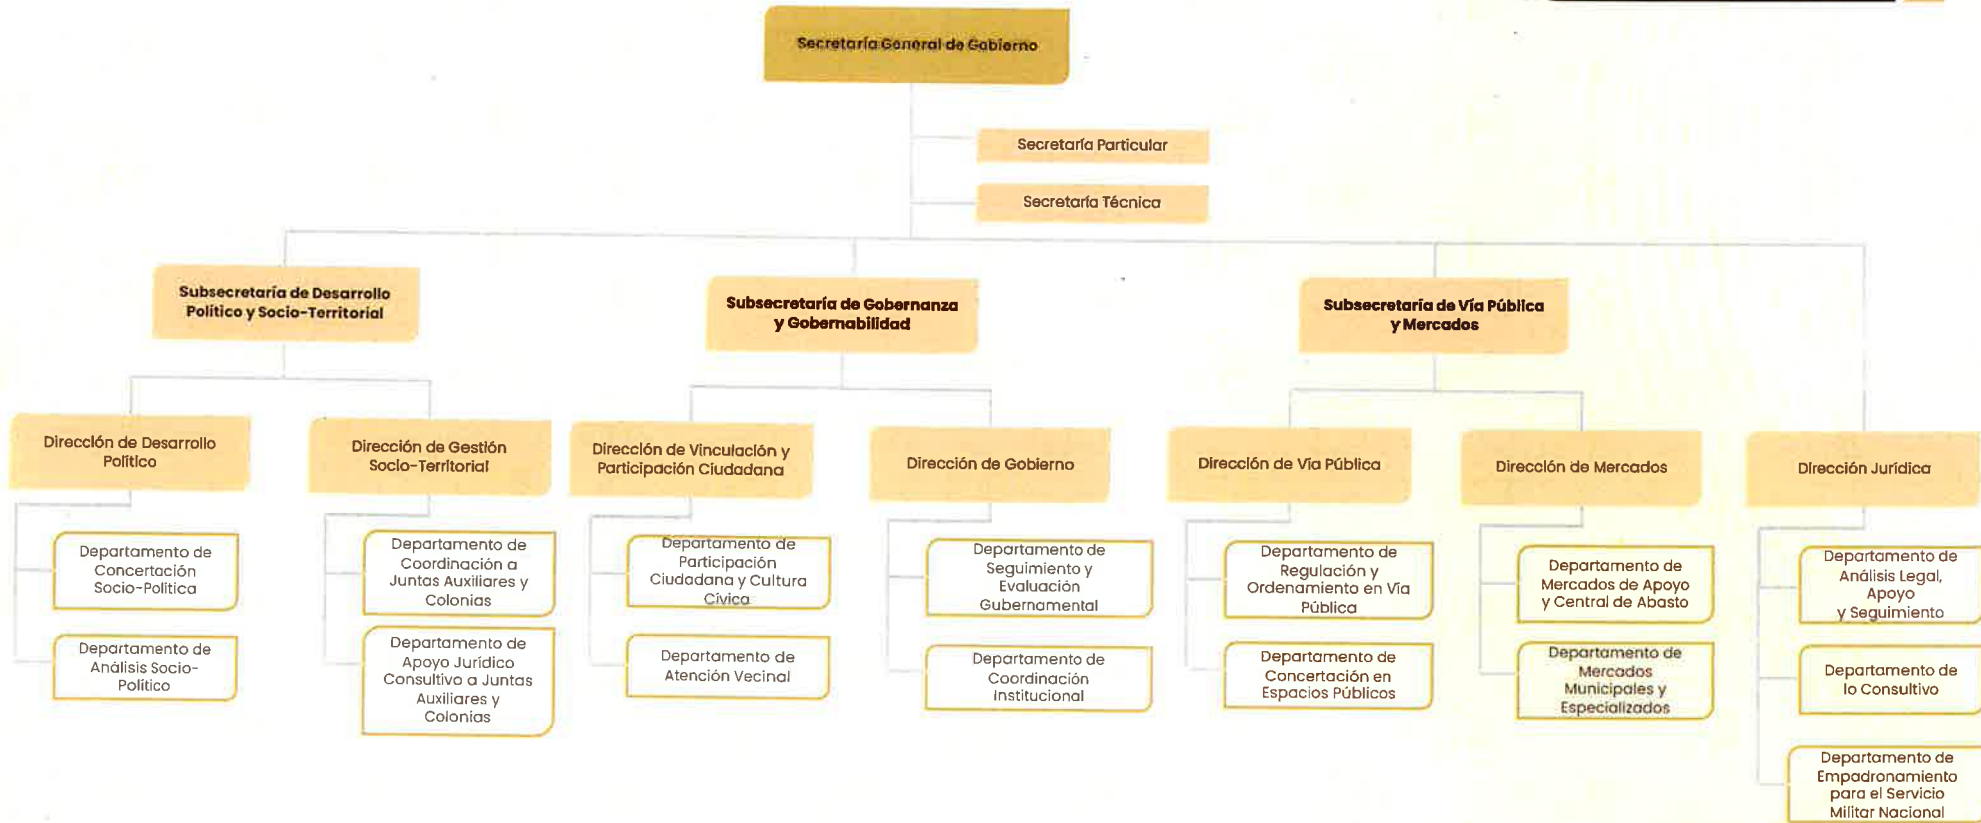 Secretaría General de Gobierno
Secretaría Particular
Secretaría Técnica
Subsecretaría de Desarrollo
Político y Socio-Territorial
Subsecretaría de Gobernanza
y Gobernabilidad
Subsecretaría de Vía Pública
y Mercados
Dirección de Desarrollo
Político
Dirección de Gestión
Socio-Territorial
Dirección de Vinculación y
Participación Ciudadana
Dirección de Gobierno
Dirección de Vía Pública
Dirección de Mercados
Dirección Jurídica
Departamento de
Concertación
Socio-Política
Departamento de
Análisis Socio-
Político
Departamento de
Coordinación a
Juntas Auxiliares y
Colonias
Departamento de
Apoyo Jurídico
Consultivo a Juntas
Auxiliares y
Colonias
Departamento de
Participación
Ciudadana y Cultura
Cívica
Departamento de
Atención Vecinal
Departamento de
Seguimiento y
Evaluación
Gubernamental
Departamento de
Coordinación
Institucional
Departamento de
Regulación y
Ordenamiento en Vía
Pública
Departamento de
Concertación en
Espacios Públicos
Departamento de
Mercados de Apoyo
y Central de Abasto
Departamento de
Mercados
Municipales y
Especializados
Departamento de
Análisis Legal,
Apoyo
y Seguimiento
Departamento de
lo Consultivo
Departamento de
Empadronamiento
para el Servicio
Militar Nacional